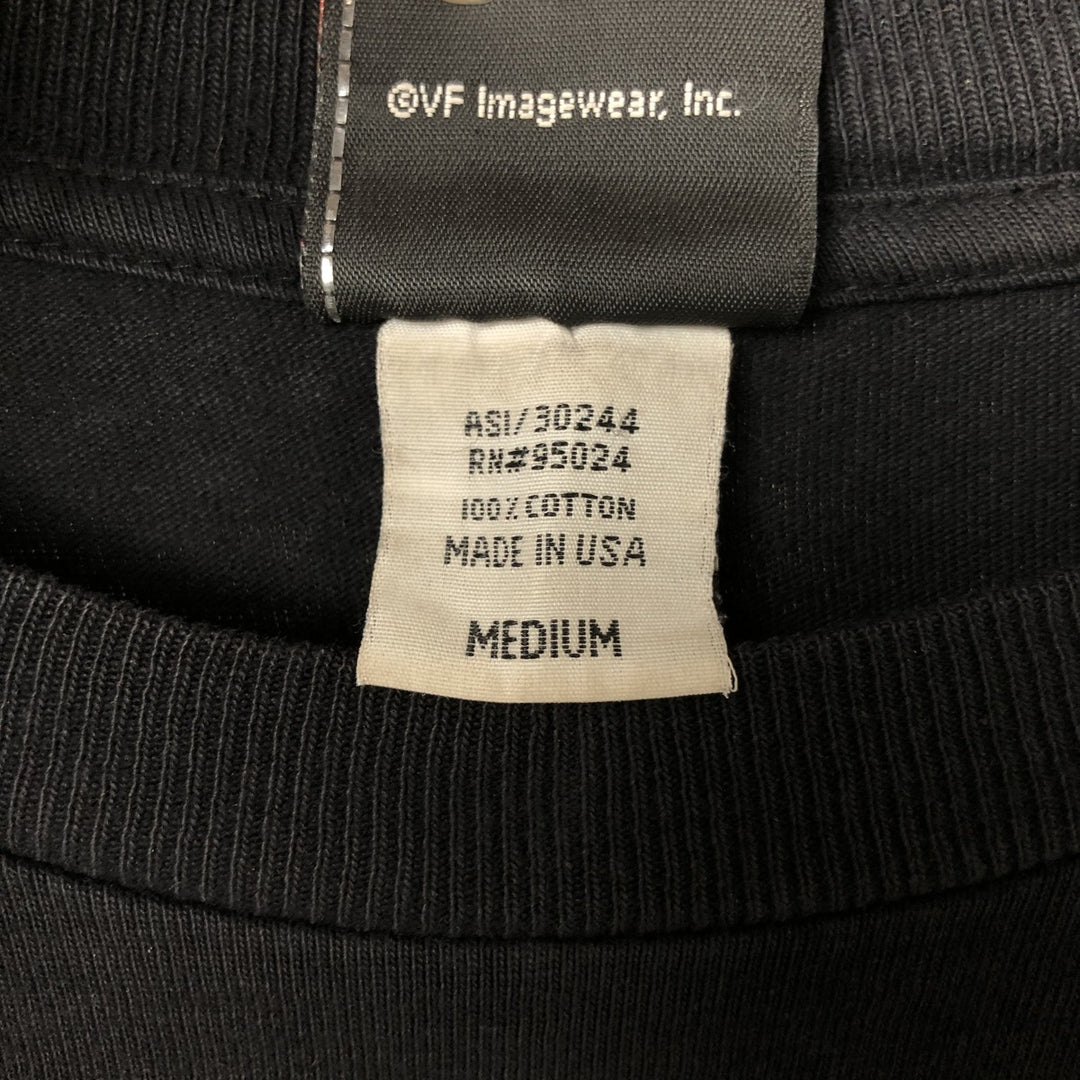 ©VF Imagewear, Inc.
ASI/30244
RN#95024
100% COTTON
MADE IN USA
MEDIUM